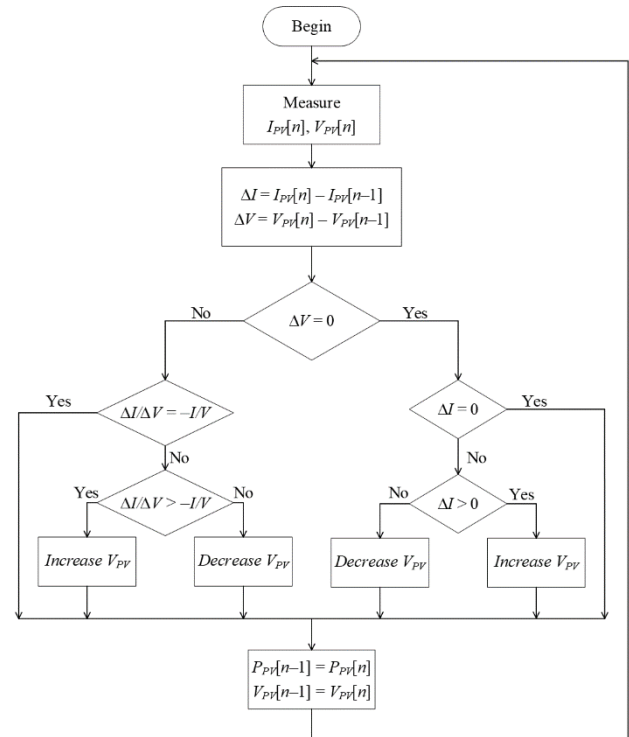 Begin
Measure
I_PV[n], V_PV[n]
ΔI = I_PV[n] – I_PV[n–1]
ΔV = V_PV[n] – V_PV[n–1]
No
ΔV = 0
Yes
Yes
ΔI/ΔV = –I/V
ΔI = 0
Yes
No
No
Yes
ΔI/ΔV > –I/V
No
No
ΔI > 0
Yes
Increase V_PV
Decrease V_PV
Decrease V_PV
Increase V_PV
P_PV[n–1] = P_PV[n]
V_PV[n–1] = V_PV[n]